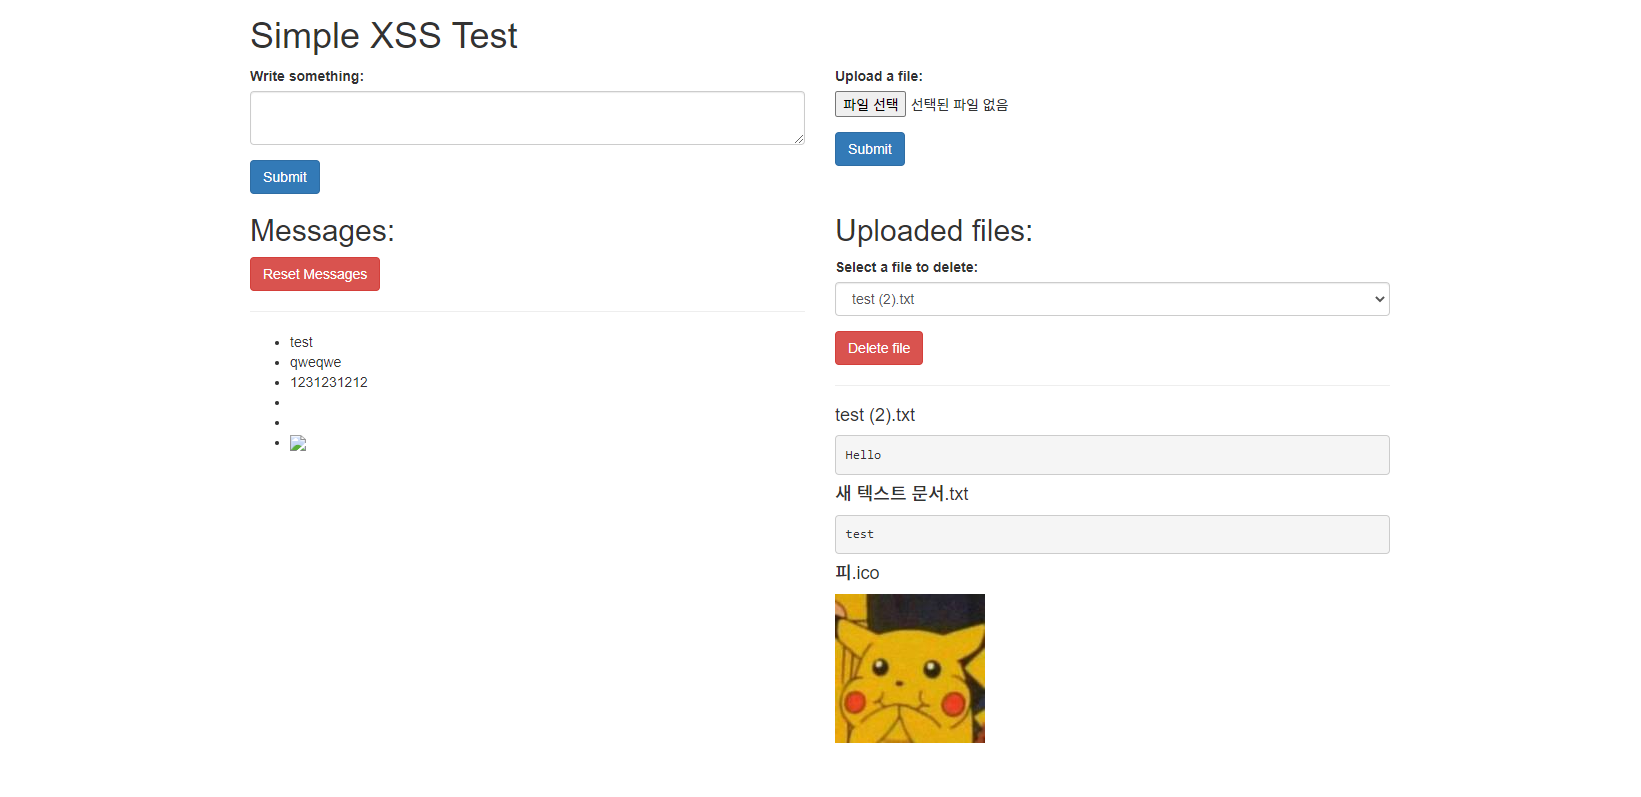 Simple XSS Test
Write something:
Submit
Upload a file:
파일 선택 선택된 파일 없음
Submit
Messages:
Reset Messages
test
qweqwe
1231231212
Uploaded files:
Select a file to delete:
test (2).txt
Delete file
test (2).txt
Hello
새 텍스트 문서.txt
test
피.ico